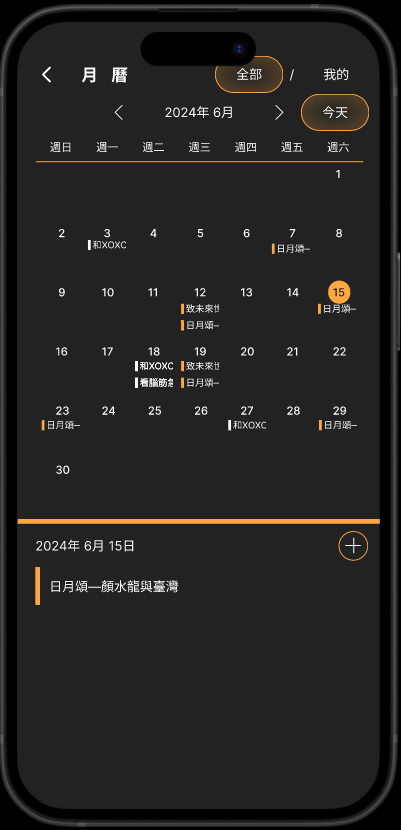 月 曆
全部 / 我的
2024年 6月
今天
週日 週一 週二 週三 週四 週五 週六
1
2 3 4 5 6 7 8
和XOXO 日月頌—
9 10 11 12 13 14 15
致未來世 日月頌—
日月頌—
16 17 18 19 20 21 22
和XOXO 致未來世
看腦筋急 日月頌—
23 24 25 26 27 28 29
日月頌— 和XOXO 日月頌—
30
2024年 6月 15日
日月頌—顏水龍與臺灣